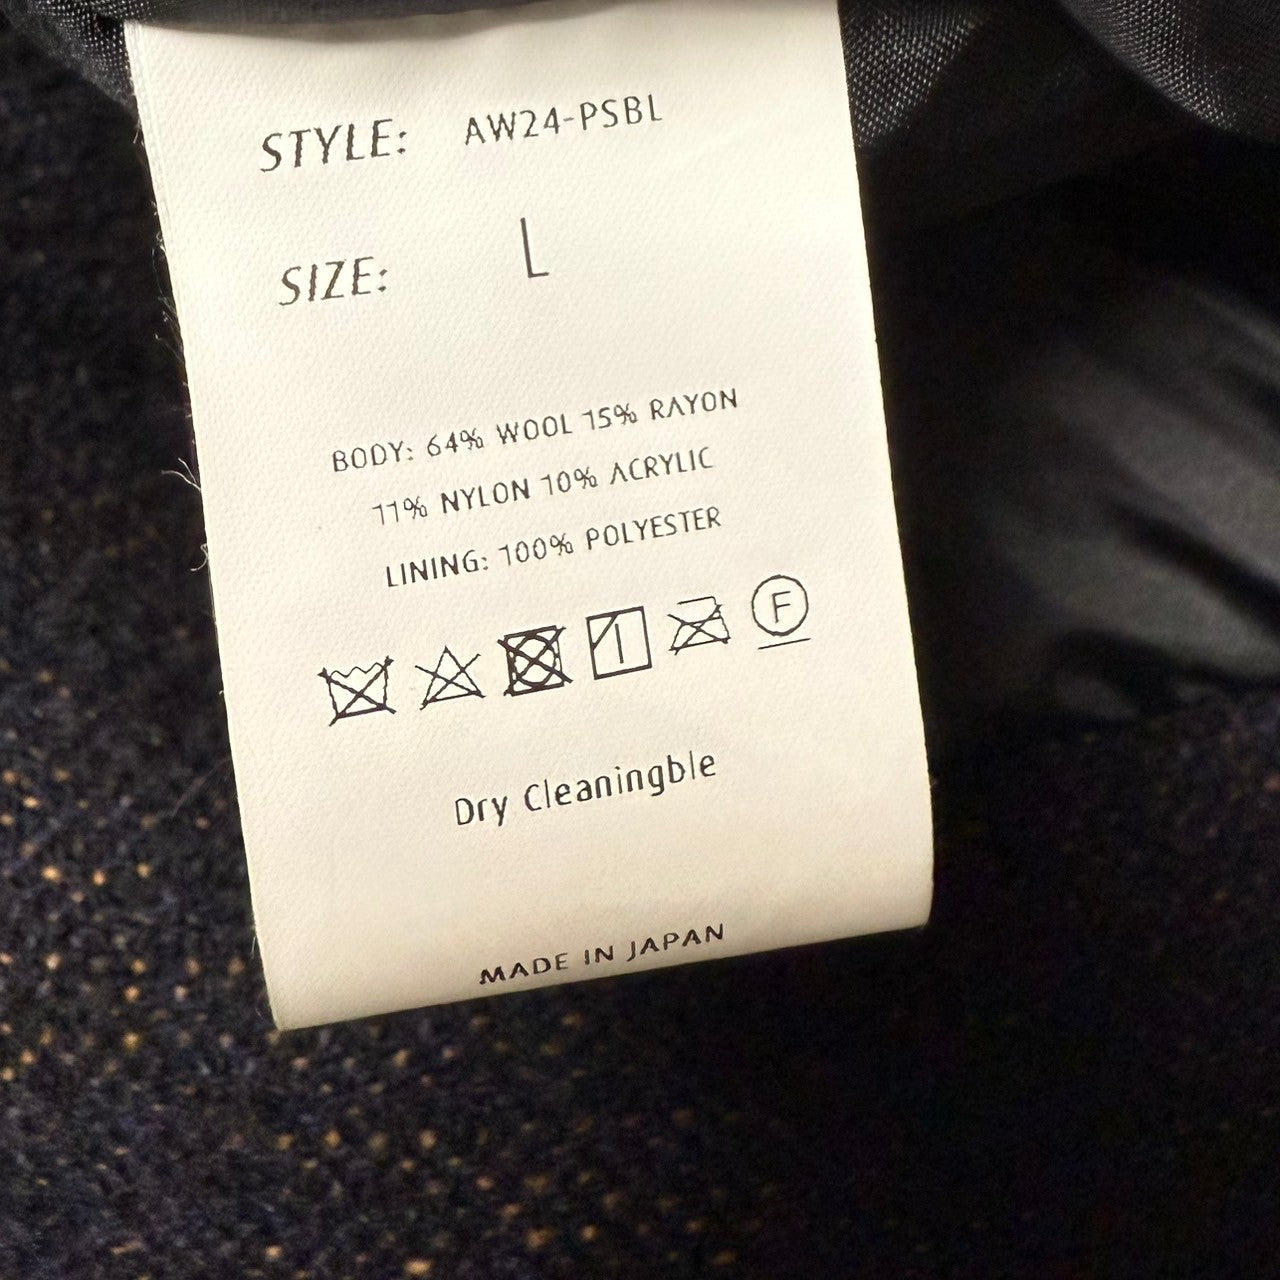 STYLE: AW24-PSBL
SIZE: L
BODY: 64% WOOL 15% RAYON
11% NYLON 10% ACRYLIC
LINING: 100% POLYESTER
F
Dry Cleaningble
MADE IN JAPAN